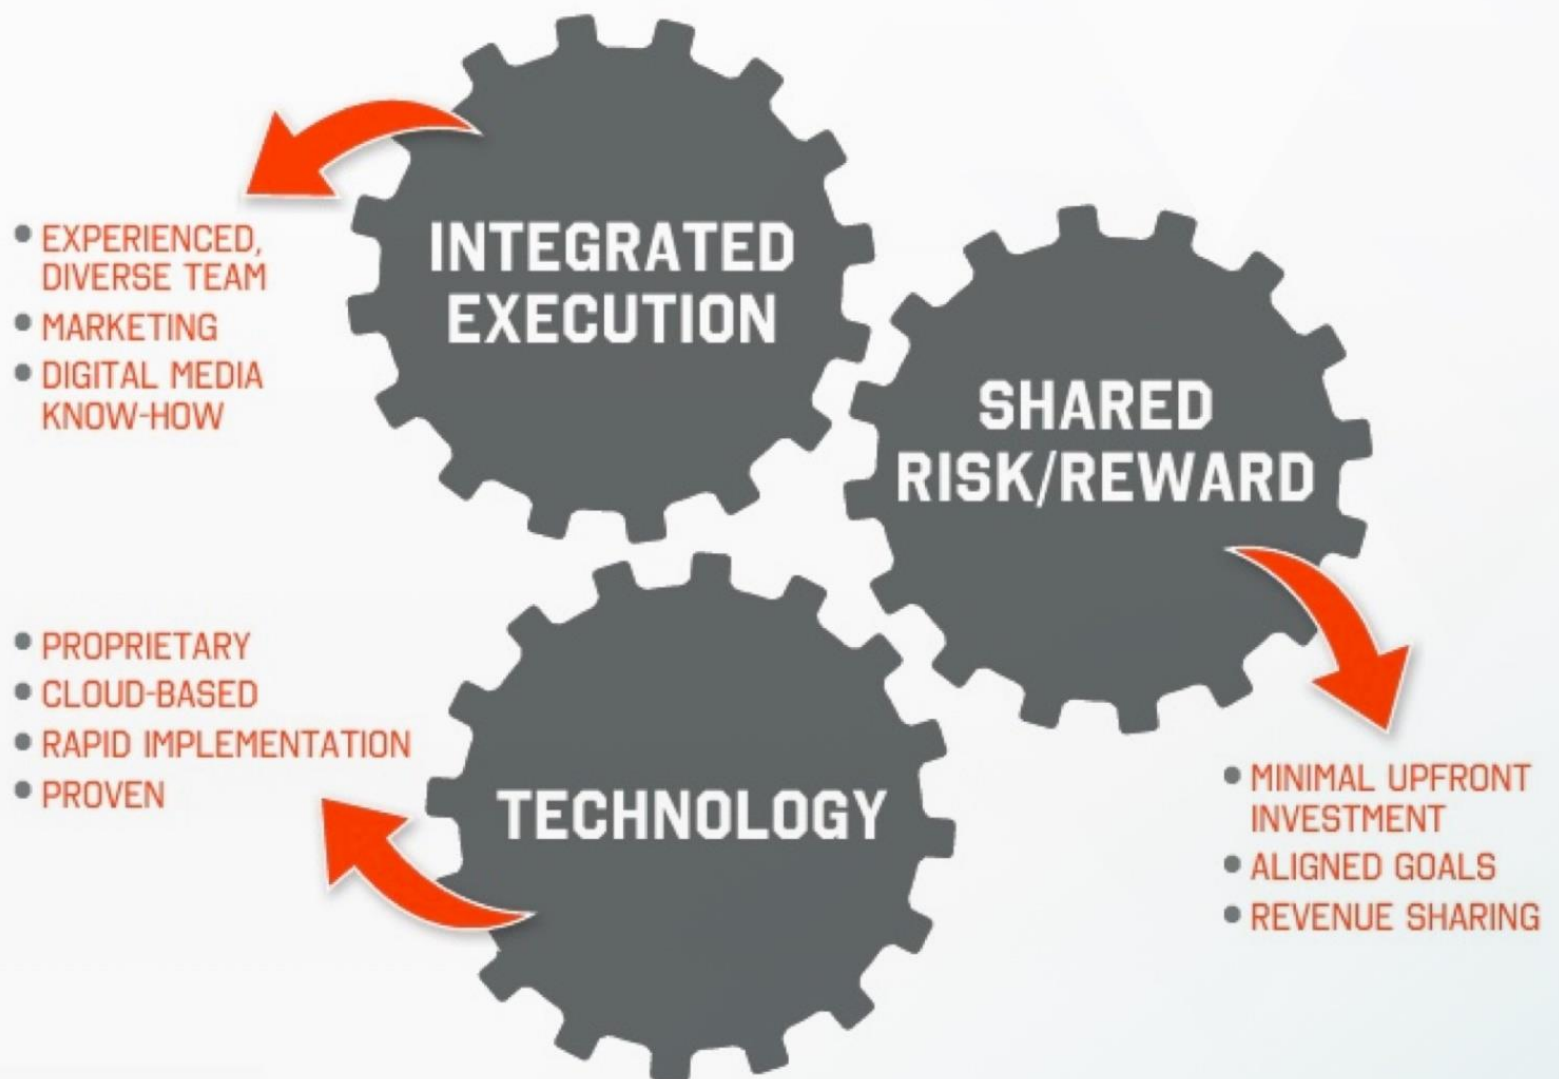 INTEGRATED
EXECUTION
• EXPERIENCED,
DIVERSE TEAM
• MARKETING
• DIGITAL MEDIA
KNOW-HOW
SHARED
RISK/REWARD
• MINIMAL UPFRONT
INVESTMENT
• ALIGNED GOALS
• REVENUE SHARING
TECHNOLOGY
• PROPRIETARY
• CLOUD-BASED
• RAPID IMPLEMENTATION
• PROVEN